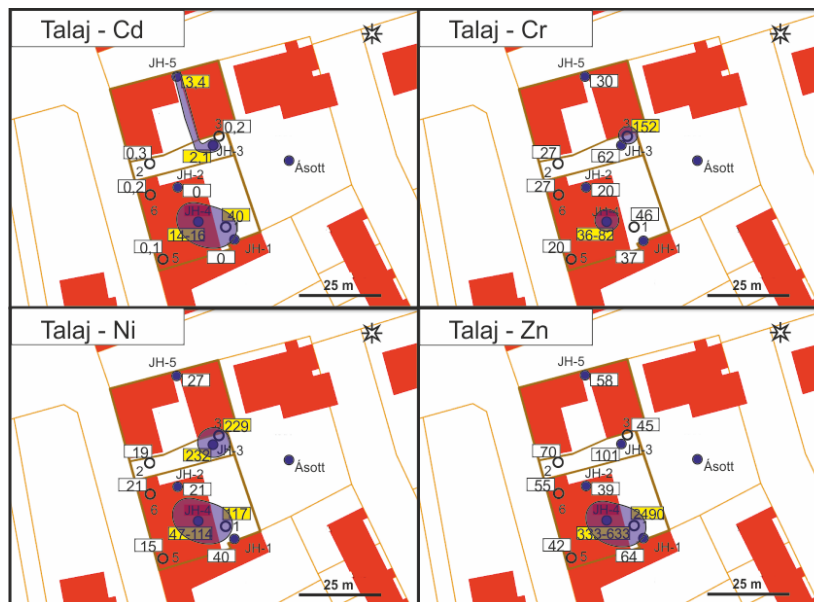 Talaj - Cd
JH-5
3,4
3
0,2
0,3
2
2,1
JH-3
Ásott
JH-2
0,2
0
6
JH-4
40
14-16
1
0,1
5
0
JH-1
25 m
Talaj - Cr
JH-5
30
3
152
27
2
62
JH-3
Ásott
JH-2
27
20
6
JH-4
46
36-82
1
20
5
37
JH-1
25 m
Talaj - Ni
JH-5
27
3
229
19
2
232
JH-3
Ásott
JH-2
21
21
6
JH-4
117
47-114
1
15
5
40
JH-1
25 m
Talaj - Zn
JH-5
58
3
45
70
2
101
JH-3
Ásott
JH-2
55
39
6
JH-4
2490
333-633
1
42
5
64
JH-1
25 m